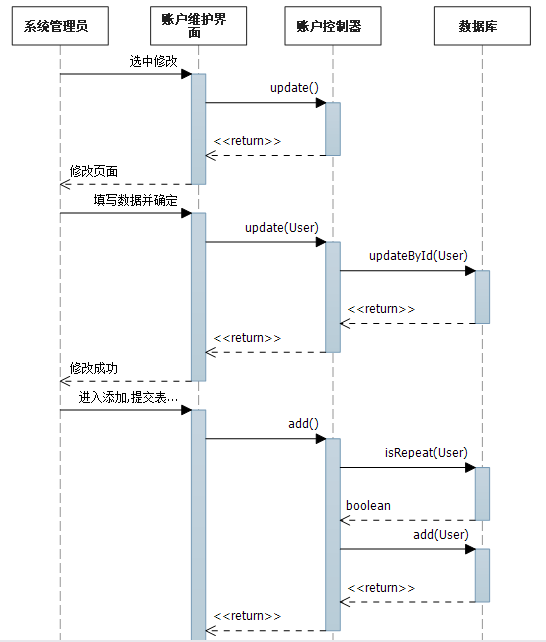 系统管理员
账户维护界
面
账户控制器
数据库
选中修改
update()
<<return>>
修改页面
填写数据并确定
update(User)
updateById(User)
<<return>>
<<return>>
修改成功
进入添加,提交表...
add()
isRepeat(User)
boolean
add(User)
<<return>>
<<return>>